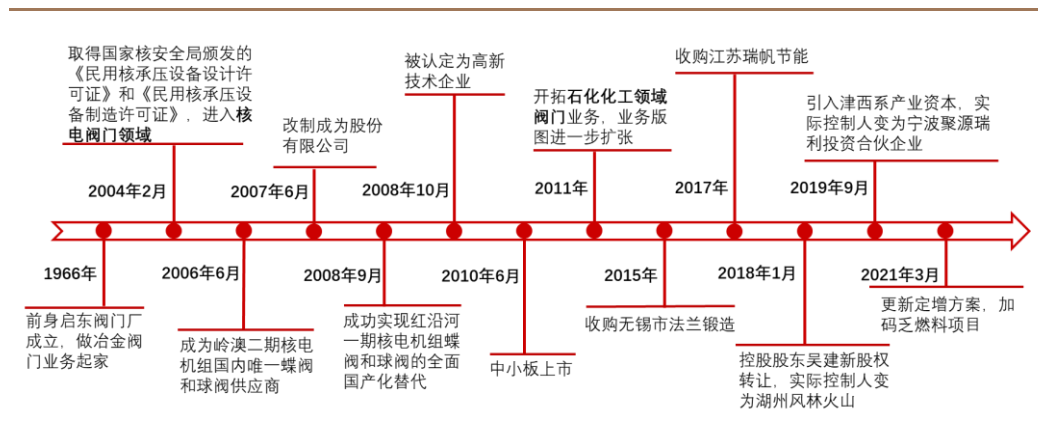 取得国家核安全局颁发的
《民用核承压设备设计许
可证》和《民用核承压设
备制造许可证》，进入核
电阀门领域
2004年2月
改制成为股份
有限公司
2007年6月
被认定为高新
技术企业
2008年10月
开拓石化化工领域
阀门业务，业务版
图进一步扩张
2011年
收购江苏瑞帆节能
2017年
引入津西系产业资本，实
际控制人变为宁波聚源瑞
利投资合伙企业
2019年9月
1966年
前身启东阀门厂
成立，做冶金阀
门业务起家
2006年6月
成为岭澳二期核电
机组国内唯一蝶阀
和球阀供应商
2008年9月
成功实现红沿河
一期核电机组蝶
阀和球阀的全面
国产化替代
2010年6月
中小板上市
2015年
收购无锡市法兰锻造
2018年1月
控股股东吴建新股权
转让，实际控制人变
为湖州风林火山
2021年3月
更新定增方案，加
码乏燃料项目